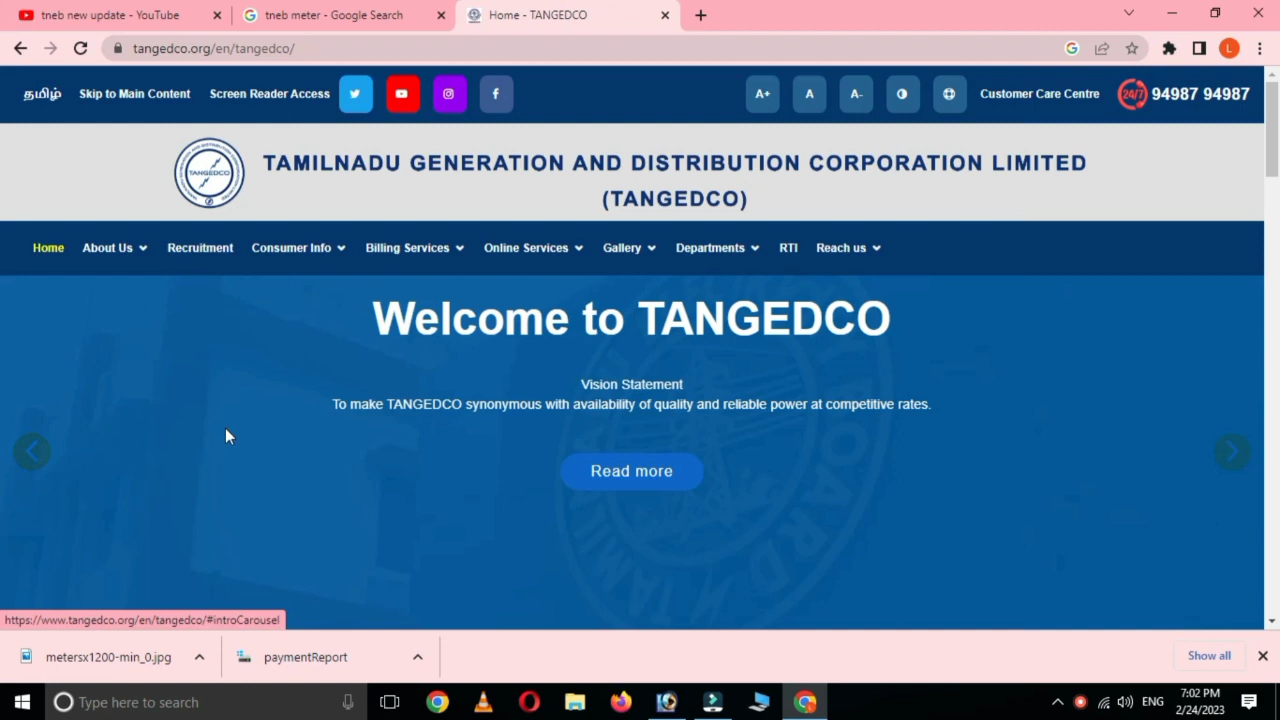 tneb new update - YouTube
tneb meter - Google Search
Home - TANGEDCO
tangedco.org/en/tangedco/
L
தமிழ் Skip to Main Content Screen Reader Access
A+ A A- Customer Care Centre 24/7 94987 94987
TANGEDCO
TAMILNADU GENERATION AND DISTRIBUTION CORPORATION LIMITED
(TANGEDCO)
Home About Us Recruitment Consumer Info Billing Services Online Services Gallery Departments RTI Reach us
Welcome to TANGEDCO
Vision Statement
To make TANGEDCO synonymous with availability of quality and reliable power at competitive rates.
Read more
https://www.tangedco.org/en/tangedco/#introCarousel
metersx1200-min_0.jpg
paymentReport
Show all
Type here to search
ENG
7:02 PM
2/24/2023